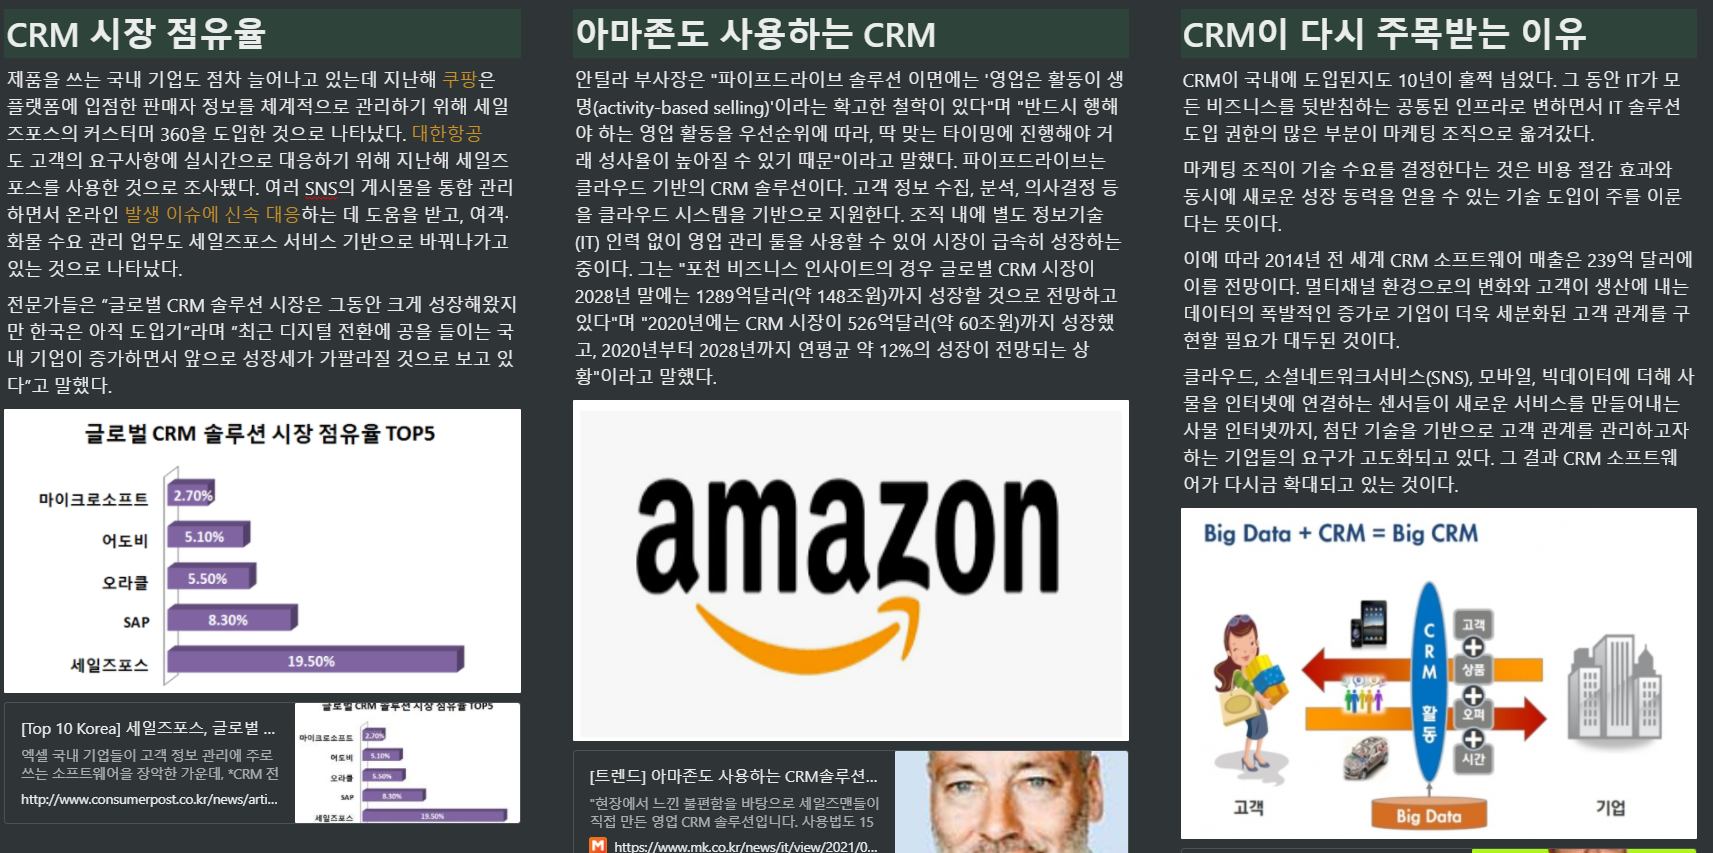 CRM 시장 점유율
제품을 쓰는 국내 기업도 점차 늘어나고 있는데 지난해 쿠팡은
플랫폼에 입점한 판매자 정보를 체계적으로 관리하기 위해 세일
즈포스의 커스터머 360을 도입한 것으로 나타났다. 대한항공
도 고객의 요구사항에 실시간으로 대응하기 위해 지난해 세일즈
포스를 사용한 것으로 조사됐다. 여러 SNS의 게시물을 통합 관리
하면서 온라인 발생 이슈에 신속 대응하는 데 도움을 받고, 여객·
화물 수요 관리 업무도 세일즈포스 서비스 기반으로 바꿔나가고
있는 것으로 나타났다.
전문가들은 “글로벌 CRM 솔루션 시장은 그동안 크게 성장해왔지
만 한국은 아직 도입기”라며 “최근 디지털 전환에 공을 들이는 국
내 기업이 증가하면서 앞으로 성장세가 가팔라질 것으로 보고 있
다”고 말했다.
글로벌 CRM 솔루션 시장 점유율 TOP5
마이크로소프트 2.70%
어도비 5.10%
오라클 5.50%
SAP 8.30%
세일즈포스 19.50%
[Top 10 Korea] 세일즈포스, 글로벌 ...
엑셀 국내 기업들이 고객 정보 관리에 주로
쓰는 소프트웨어을 장악한 가운데, *CRM 전
http://www.consumerpost.co.kr/news/arti...
글로벌 CRM 솔루션 시장 점유율 TOP5
마이크로소프트 2.70%
어도비 5.10%
오라클 5.50%
SAP 8.30%
세일즈포스 19.50%
아마존도 사용하는 CRM
안틸라 부사장은 "파이프드라이브 솔루션 이면에는 '영업은 활동이 생
명(activity-based selling)'이라는 확고한 철학이 있다"며 "반드시 행해
야 하는 영업 활동을 우선순위에 따라, 딱 맞는 타이밍에 진행해야 거
래 성사율이 높아질 수 있기 때문"이라고 말했다. 파이프드라이브는
클라우드 기반의 CRM 솔루션이다. 고객 정보 수집, 분석, 의사결정 등
을 클라우드 시스템을 기반으로 지원한다. 조직 내에 별도 정보기술
(IT) 인력 없이 영업 관리 툴을 사용할 수 있어 시장이 급속히 성장하는
중이다. 그는 "포천 비즈니스 인사이트의 경우 글로벌 CRM 시장이
2028년 말에는 1289억달러(약 148조원)까지 성장할 것으로 전망하고
있다"며 "2020년에는 CRM 시장이 526억달러(약 60조원)까지 성장했
고, 2020년부터 2028년까지 연평균 약 12%의 성장이 전망되는 상
황"이라고 말했다.
amazon
[트렌드] 아마존도 사용하는 CRM솔루션...
"현장에서 느낀 불편함을 바탕으로 세일즈맨들이
직접 만든 영업 CRM 솔루션입니다. 사용법도 15
M https://www.mk.co.kr/news/it/view/2021/0...
CRM이 다시 주목받는 이유
CRM이 국내에 도입된지도 10년이 훌쩍 넘었다. 그 동안 IT가 모
든 비즈니스를 뒷받침하는 공통된 인프라로 변하면서 IT 솔루션
도입 권한의 많은 부분이 마케팅 조직으로 옮겨갔다.
마케팅 조직이 기술 수요를 결정한다는 것은 비용 절감 효과와
동시에 새로운 성장 동력을 얻을 수 있는 기술 도입이 주를 이룬
다는 뜻이다.
이에 따라 2014년 전 세계 CRM 소프트웨어 매출은 239억 달러에
이를 전망이다. 멀티채널 환경으로의 변화와 고객이 생산에 내는
데이터의 폭발적인 증가로 기업이 더욱 세분화된 고객 관계를 구
현할 필요가 대두된 것이다.
클라우드, 소셜네트워크서비스(SNS), 모바일, 빅데이터에 더해 사
물을 인터넷에 연결하는 센서들이 새로운 서비스를 만들어내는
사물 인터넷까지, 첨단 기술을 기반으로 고객 관계를 관리하고자
하는 기업들의 요구가 고도화되고 있다. 그 결과 CRM 소프트웨
어가 다시금 확대되고 있는 것이다.
Big Data + CRM = Big CRM
CRM 활동
고객
상품
오퍼
시간
고객
기업
Big Data